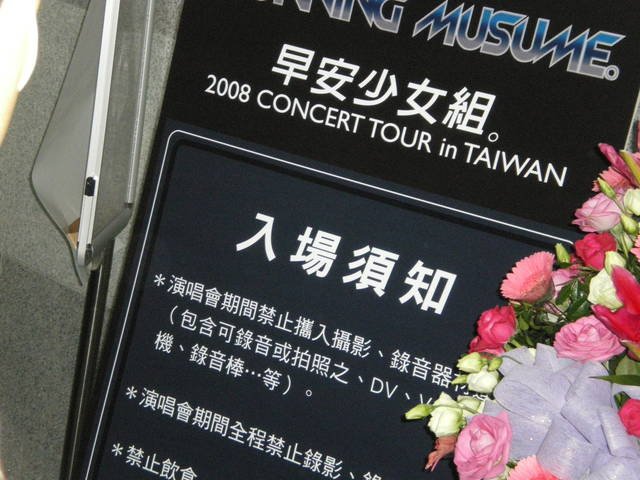 MUSUME。
早安少女組。
2008 CONCERT TOUR in TAIWAN
入場須知
＊演唱會期間禁止攜入攝影、錄音器
（包含可錄音或拍照之、DV、V
機、錄音棒…等）。
＊演唱會期間全程禁止錄影、
＊禁止飲食